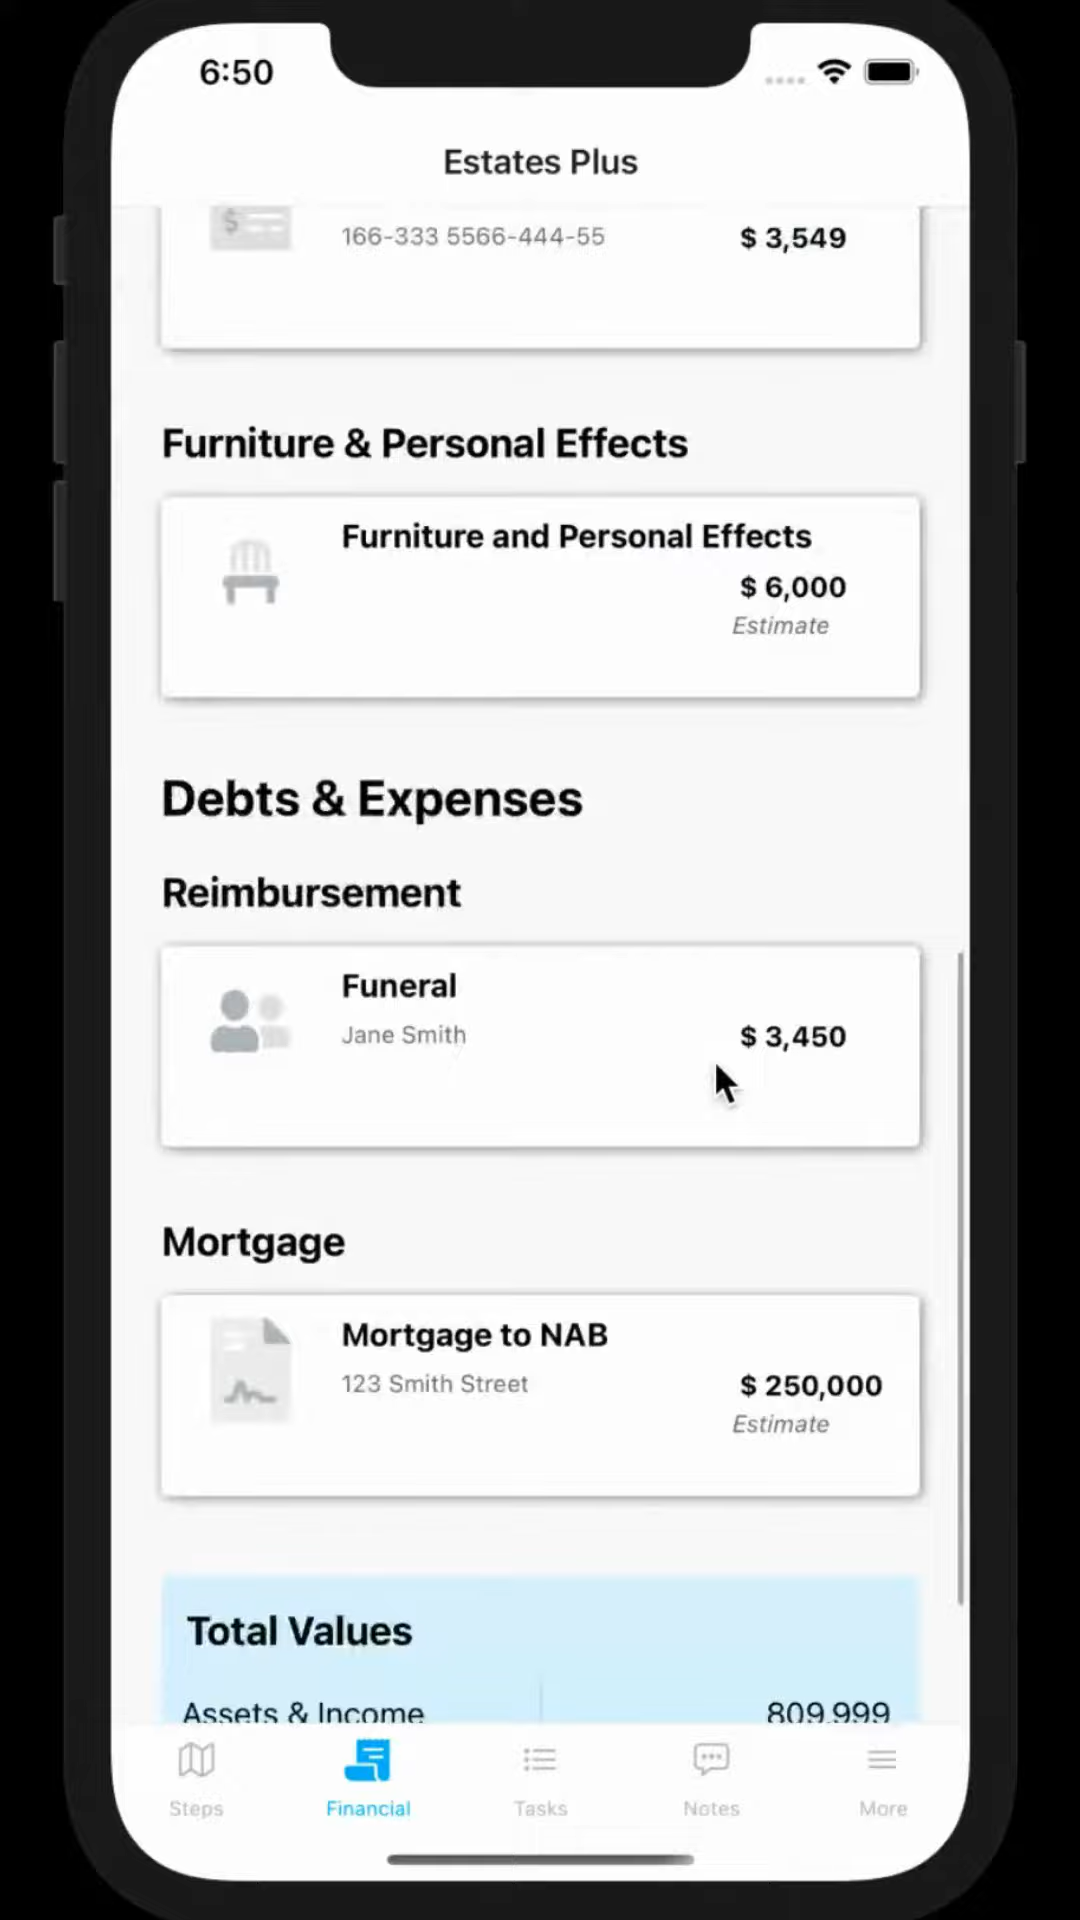 6:50
Estates Plus
166-333 5566-444-55
$ 3,549
Furniture & Personal Effects
Furniture and Personal Effects
$ 6,000
Estimate
Debts & Expenses
Reimbursement
Funeral
Jane Smith
$ 3,450
Mortgage
Mortgage to NAB
123 Smith Street
$ 250,000
Estimate
Total Values
Assets & Income 809,999
Steps
Financial
Tasks
Notes
More